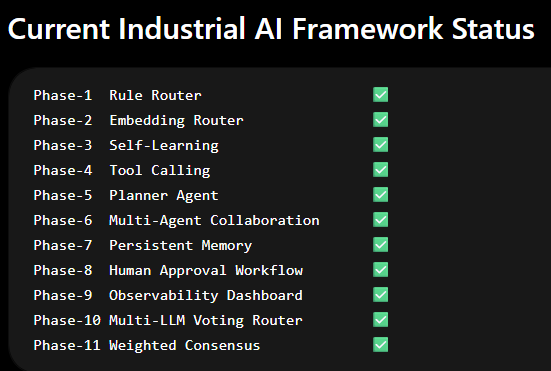 Current Industrial AI Framework Status
Phase-1 Rule Router ✅
Phase-2 Embedding Router ✅
Phase-3 Self-Learning ✅
Phase-4 Tool Calling ✅
Phase-5 Planner Agent ✅
Phase-6 Multi-Agent Collaboration ✅
Phase-7 Persistent Memory ✅
Phase-8 Human Approval Workflow ✅
Phase-9 Observability Dashboard ✅
Phase-10 Multi-LLM Voting Router ✅
Phase-11 Weighted Consensus ✅